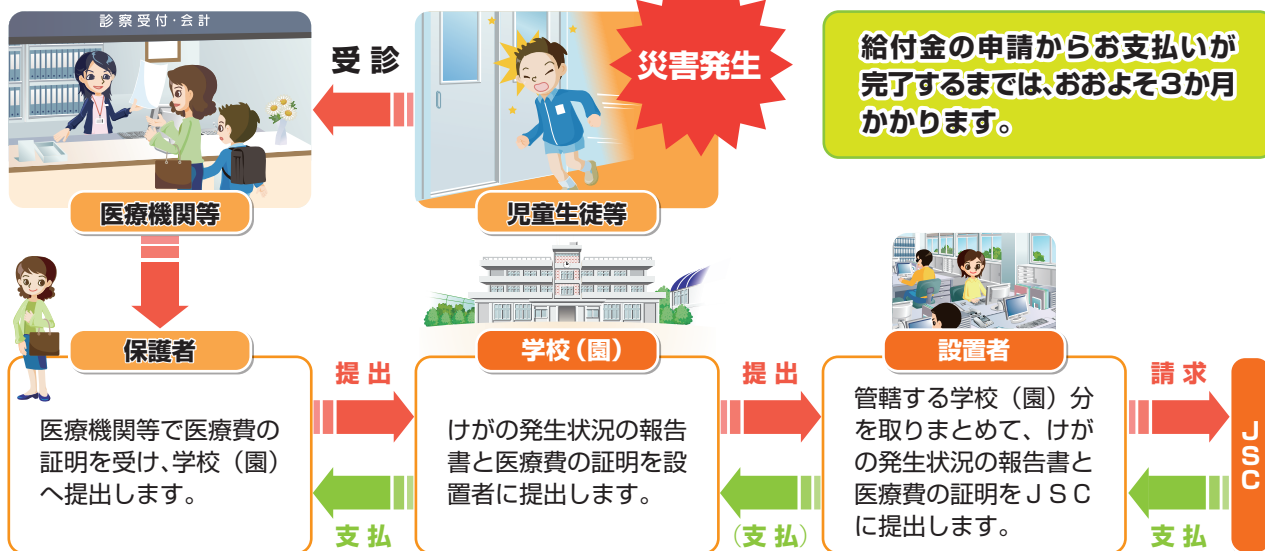 診察受付・会計
受診
災害発生
給付金の申請からお支払いが
完了するまでは、おおよそ3か月
かかります。
医療機関等
児童生徒等
保護者
医療機関等で医療費の
証明を受け、学校（園）
へ提出します。
提出
支払
学校（園）
けがの発生状況の報告
書と医療費の証明を設
置者に提出します。
提出
（支払）
設置者
管轄する学校（園）分
を取りまとめて、けが
の発生状況の報告書と
医療費の証明をＪＳＣ
に提出します。
請求
支払
JSC